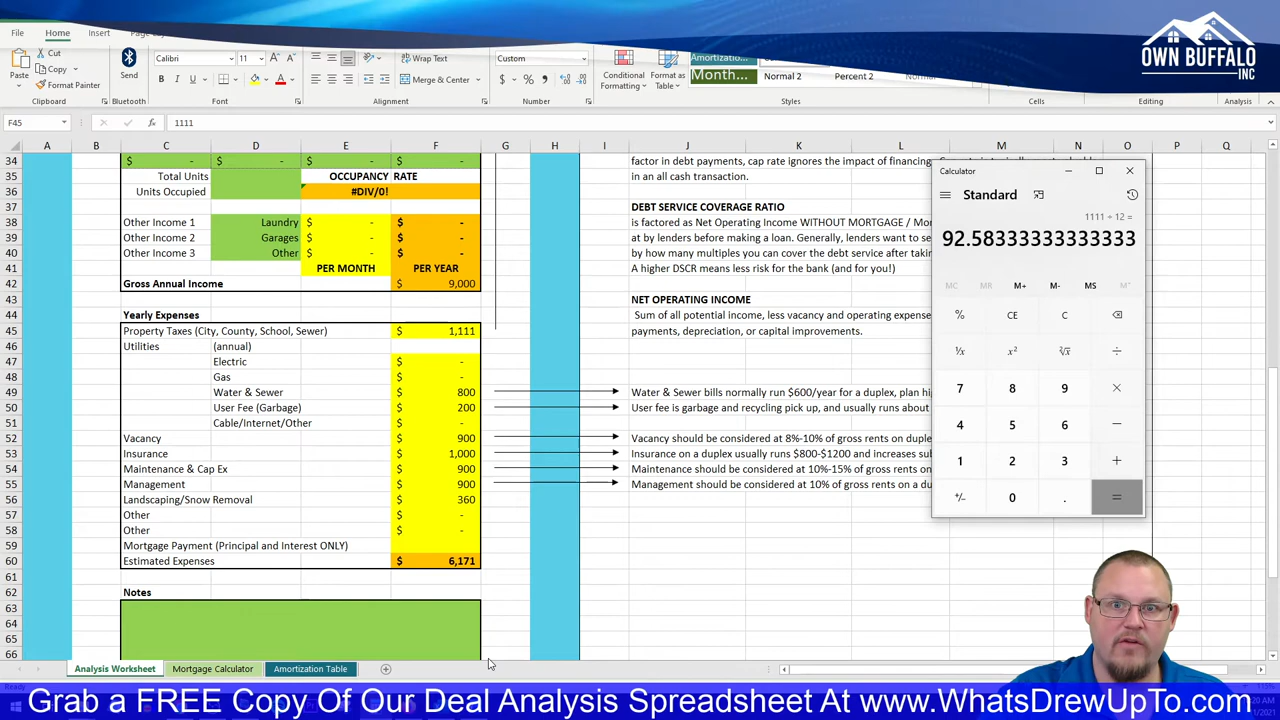 File Home Insert
Cut
Copy
Format Painter
Paste
Clipboard
Send
Bluetooth
Calibri 11
B I U
Font
Wrap Text
Merge & Center
Alignment
Custom
$ %
Number
Conditional Formatting
Format as Table
Amortizatio...
Month...
Normal 2
Percent 2
Styles
Cells
Editing
Analysis
OWN BUFFALO
INC
F45 1111
A B C D E F G H I J K L M N O P Q
34 $ - $ - $ - $ - factor in debt payments, cap rate ignores the impact of financing.
35 Total Units OCCUPANCY RATE in an all cash transaction.
36 Units Occupied #DIV/0!
37 DEBT SERVICE COVERAGE RATIO
38 Other Income 1 Laundry $ - $ - is factored as Net Operating Income WITHOUT MORTGAGE / Mor
39 Other Income 2 Garages $ - $ - at by lenders before making a loan. Generally, lenders want to se
40 Other Income 3 Other $ - $ - by how many multiples you can cover the debt service after takin
41 PER MONTH PER YEAR A higher DSCR means less risk for the bank (and for you!)
42 Gross Annual Income $ 9,000
43 NET OPERATING INCOME
44 Yearly Expenses Sum of all potential income, less vacancy and operating expense
45 Property Taxes (City, County, School, Sewer) $ 1,111 payments, depreciation, or capital improvements.
46 Utilities (annual)
47 Electric $ -
48 Gas $ -
49 Water & Sewer $ 800 Water & Sewer bills normally run $600/year for a duplex, plan hi
50 User Fee (Garbage) $ 200 User fee is garbage and recycling pick up, and usually runs about
51 Cable/Internet/Other $ -
52 Vacancy $ 900 Vacancy should be considered at 8%-10% of gross rents on duple
53 Insurance $ 1,000 Insurance on a duplex usually runs $800-$1200 and increases sub
54 Maintenance & Cap Ex $ 900 Maintenance should be considered at 10%-15% of gross rents on
55 Management $ 900 Management should be considered at 10% of gross rents on a du
56 Landscaping/Snow Removal $ 360
57 Other $ -
58 Other $ -
59 Mortgage Payment (Principal and Interest ONLY)
60 Estimated Expenses $ 6,171
61
62 Notes
63
64
65
66
Calculator
Standard
1111 ÷ 12 =
92.58333333333333
MC MR M+ M- MS M
% CE C
¹/x x² ²√x ÷
7 8 9 ×
4 5 6 −
1 2 3 +
+/- 0 . =
Analysis Worksheet Mortgage Calculator Amortization Table
Grab a FREE Copy Of Our Deal Analysis Spreadsheet At www.WhatsDrewUpTo.com